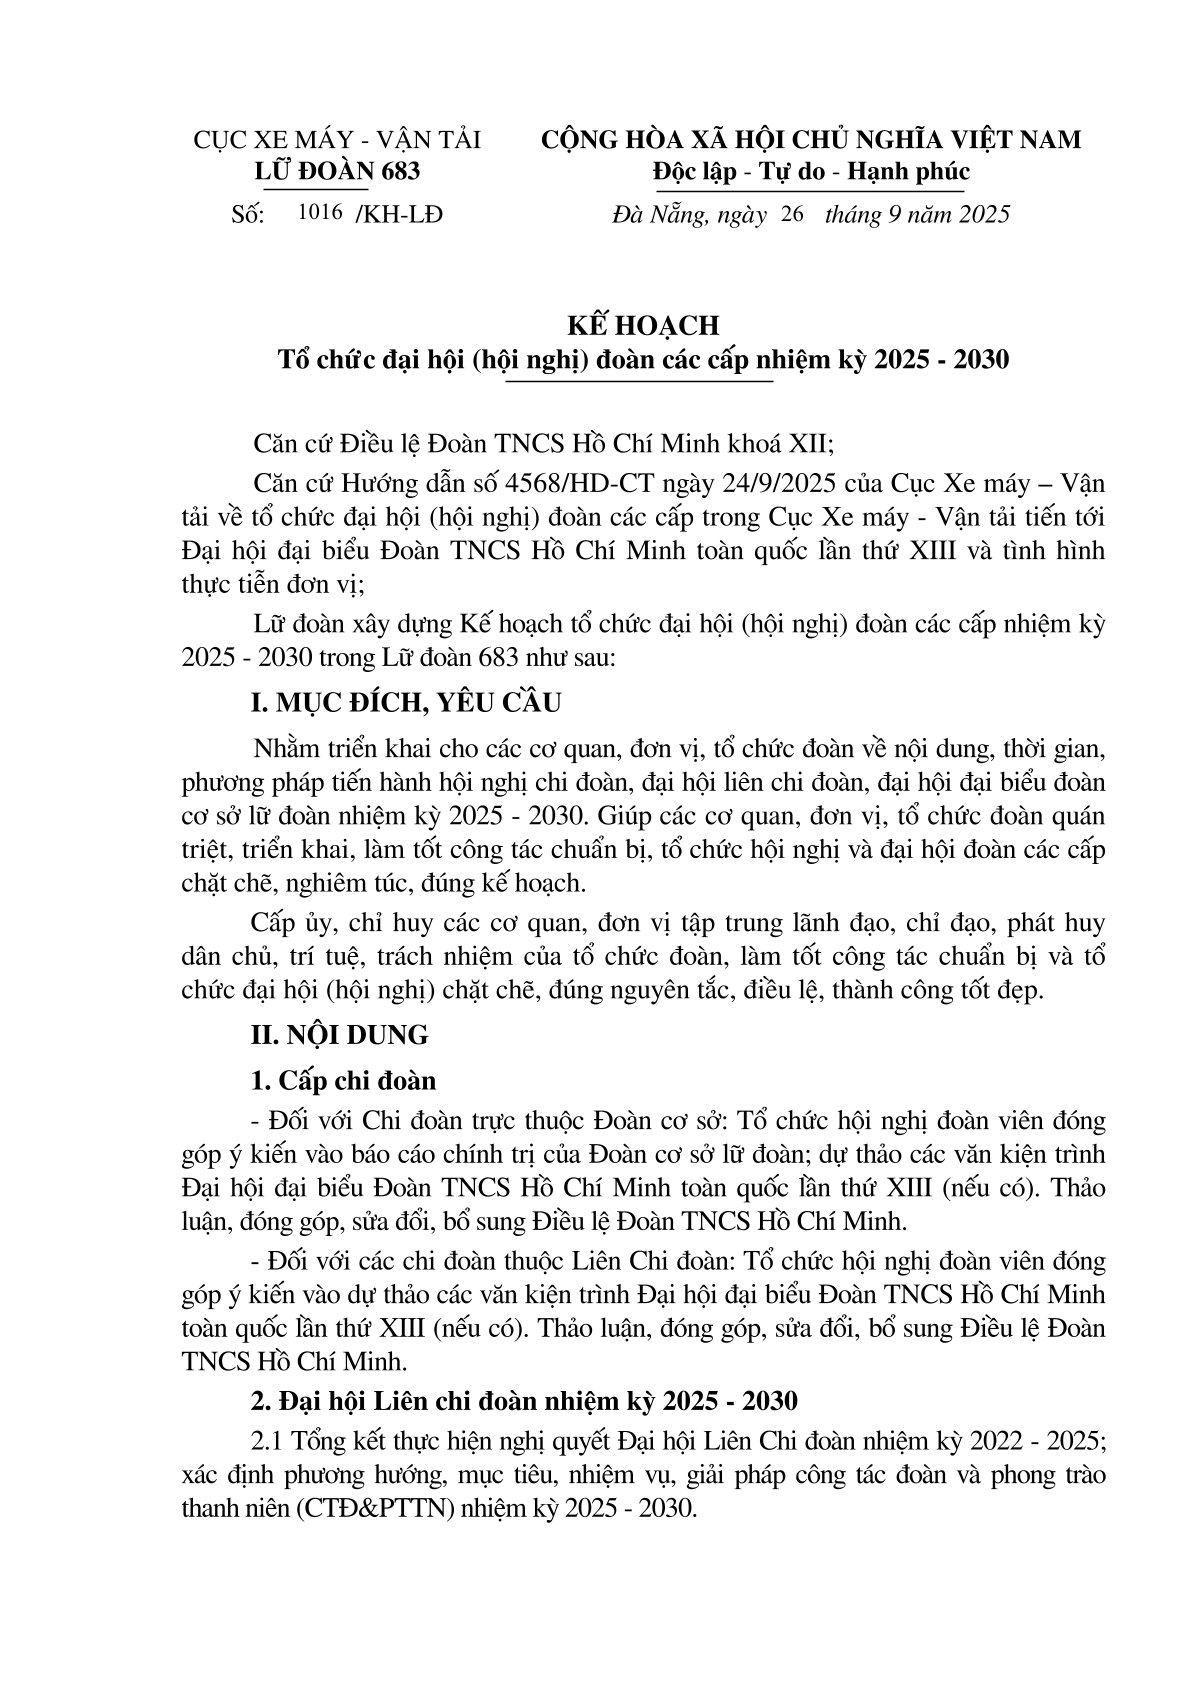 CỤC XE MÁY - VẬN TẢI
LỮ ĐOÀN 683
Số: 1016 /KH-LĐ
CỘNG HÒA XÃ HỘI CHỦ NGHĨA VIỆT NAM
Độc lập - Tự do - Hạnh phúc
Đà Nẵng, ngày 26 tháng 9 năm 2025
KẾ HOẠCH
Tổ chức đại hội (hội nghị) đoàn các cấp nhiệm kỳ 2025 - 2030
Căn cứ Điều lệ Đoàn TNCS Hồ Chí Minh khoá XII;
Căn cứ Hướng dẫn số 4568/HD-CT ngày 24/9/2025 của Cục Xe máy – Vận
tải về tổ chức đại hội (hội nghị) đoàn các cấp trong Cục Xe máy - Vận tải tiến tới
Đại hội đại biểu Đoàn TNCS Hồ Chí Minh toàn quốc lần thứ XIII và tình hình
thực tiễn đơn vị;
Lữ đoàn xây dựng Kế hoạch tổ chức đại hội (hội nghị) đoàn các cấp nhiệm kỳ
2025 - 2030 trong Lữ đoàn 683 như sau:
I. MỤC ĐÍCH, YÊU CẦU
Nhằm triển khai cho các cơ quan, đơn vị, tổ chức đoàn về nội dung, thời gian,
phương pháp tiến hành hội nghị chi đoàn, đại hội liên chi đoàn, đại hội đại biểu đoàn
cơ sở lữ đoàn nhiệm kỳ 2025 - 2030. Giúp các cơ quan, đơn vị, tổ chức đoàn quán
triệt, triển khai, làm tốt công tác chuẩn bị, tổ chức hội nghị và đại hội đoàn các cấp
chặt chẽ, nghiêm túc, đúng kế hoạch.
Cấp ủy, chỉ huy các cơ quan, đơn vị tập trung lãnh đạo, chỉ đạo, phát huy
dân chủ, trí tuệ, trách nhiệm của tổ chức đoàn, làm tốt công tác chuẩn bị và tổ
chức đại hội (hội nghị) chặt chẽ, đúng nguyên tắc, điều lệ, thành công tốt đẹp.
II. NỘI DUNG
1. Cấp chi đoàn
- Đối với Chi đoàn trực thuộc Đoàn cơ sở: Tổ chức hội nghị đoàn viên đóng
góp ý kiến vào báo cáo chính trị của Đoàn cơ sở lữ đoàn; dự thảo các văn kiện trình
Đại hội đại biểu Đoàn TNCS Hồ Chí Minh toàn quốc lần thứ XIII (nếu có). Thảo
luận, đóng góp, sửa đổi, bổ sung Điều lệ Đoàn TNCS Hồ Chí Minh.
- Đối với các chi đoàn thuộc Liên Chi đoàn: Tổ chức hội nghị đoàn viên đóng
góp ý kiến vào dự thảo các văn kiện trình Đại hội đại biểu Đoàn TNCS Hồ Chí Minh
toàn quốc lần thứ XIII (nếu có). Thảo luận, đóng góp, sửa đổi, bổ sung Điều lệ Đoàn
TNCS Hồ Chí Minh.
2. Đại hội Liên chi đoàn nhiệm kỳ 2025 - 2030
2.1 Tổng kết thực hiện nghị quyết Đại hội Liên Chi đoàn nhiệm kỳ 2022 - 2025;
xác định phương hướng, mục tiêu, nhiệm vụ, giải pháp công tác đoàn và phong trào
thanh niên (CTĐ&PTTN) nhiệm kỳ 2025 - 2030.